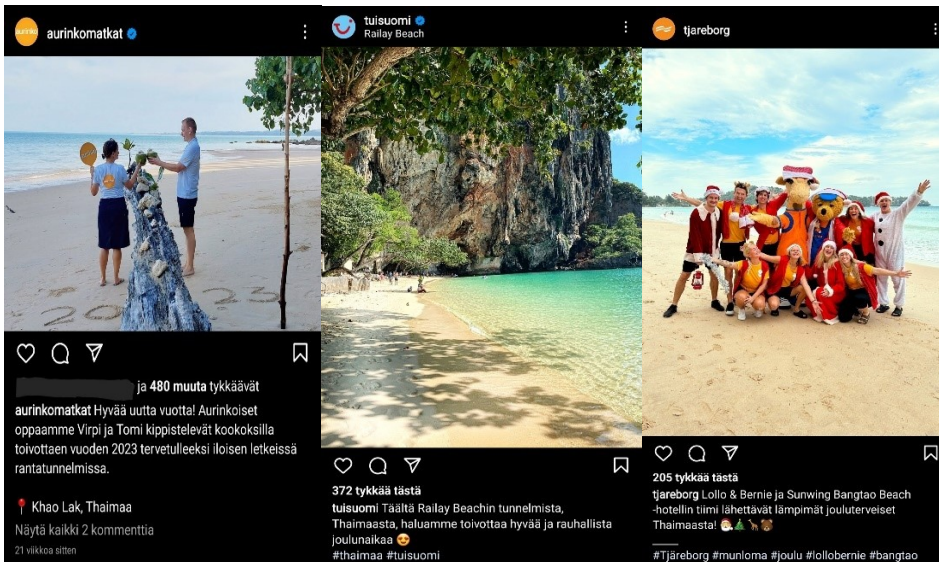 aurinko
aurinkomatkat
2023
ja 480 muuta tykkäävät
aurinkomatkat Hyvää uutta vuotta! Aurinkoiset
oppaamme Virpi ja Tomi kippistelevät kookoksilla
toivottaen vuoden 2023 tervetulleeksi iloisen letkeissä
rantatunnelmissa.
📍 Khao Lak, Thaimaa
Näytä kaikki 2 kommenttia
21 viikkoa sitten
tuisuomi
Railay Beach
372 tykkää tästä
tuisuomi Täältä Railay Beachin tunnelmista,
Thaimaasta, haluamme toivottaa hyvää ja rauhallista
joulunaikaa 😍
#thaimaa #tuisuomi
tjareborg
205 tykkää tästä
tjareborg Lollo & Bernie ja Sunwing Bangtao Beach
-hotellin tiimi lähettävät lämpimät jouluterveiset
Thaimaasta! 🎅🎄🦒🐻
#Tjäreborg #munloma #joulu #lollobernie #bangtao